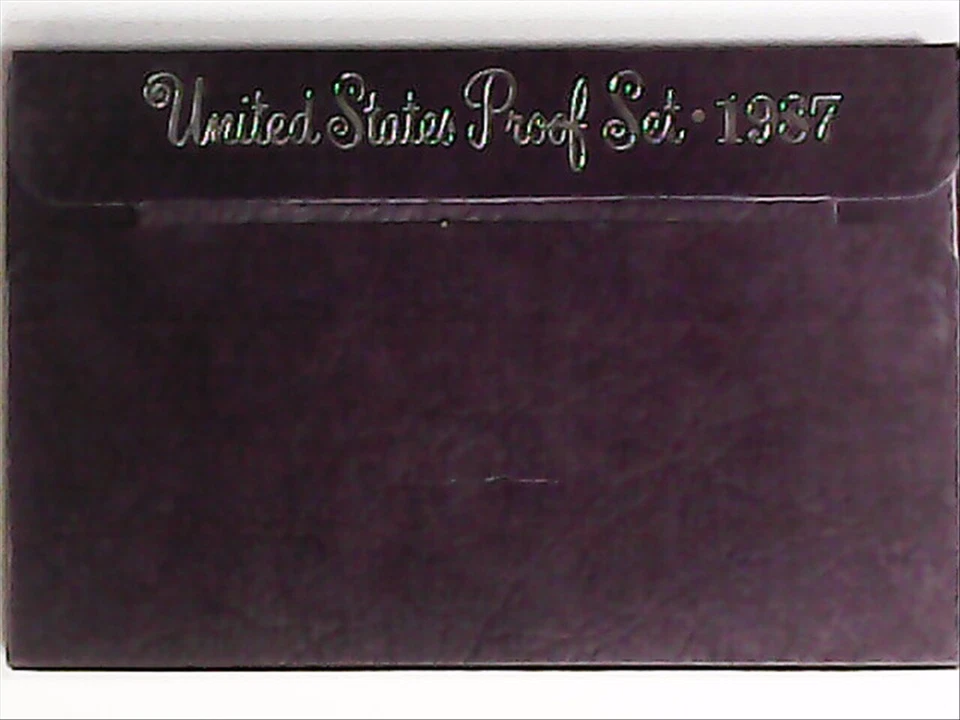 United States Proof Set • 1987